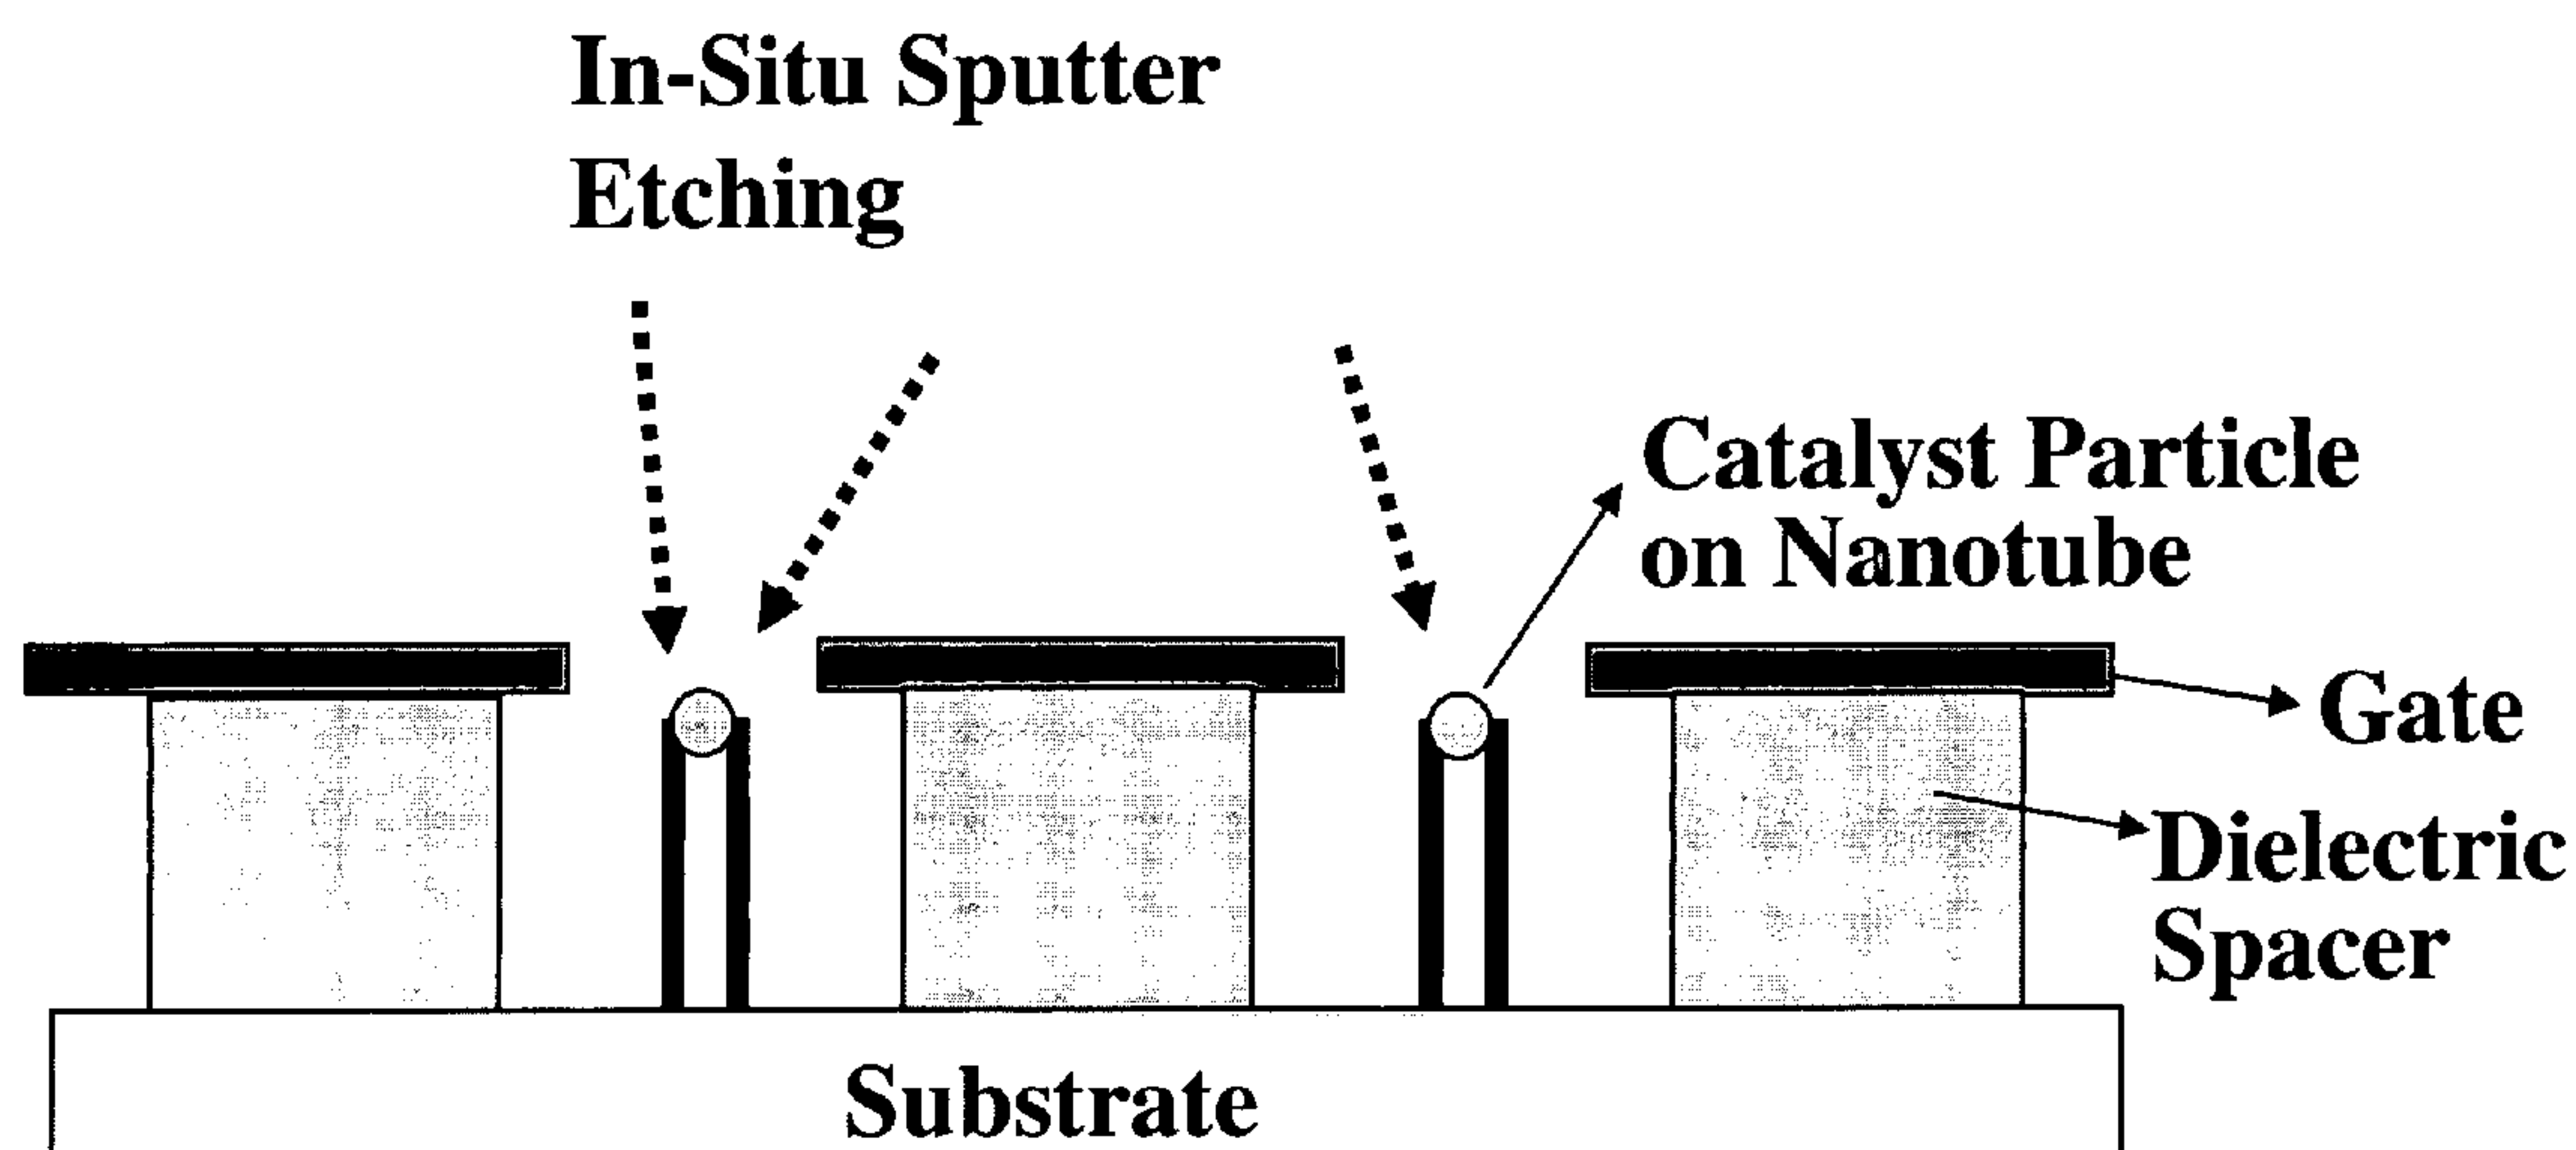 In-Situ Sputter
Etching
Catalyst Particle
on Nanotube
Gate
Dielectric
Spacer
Substrate